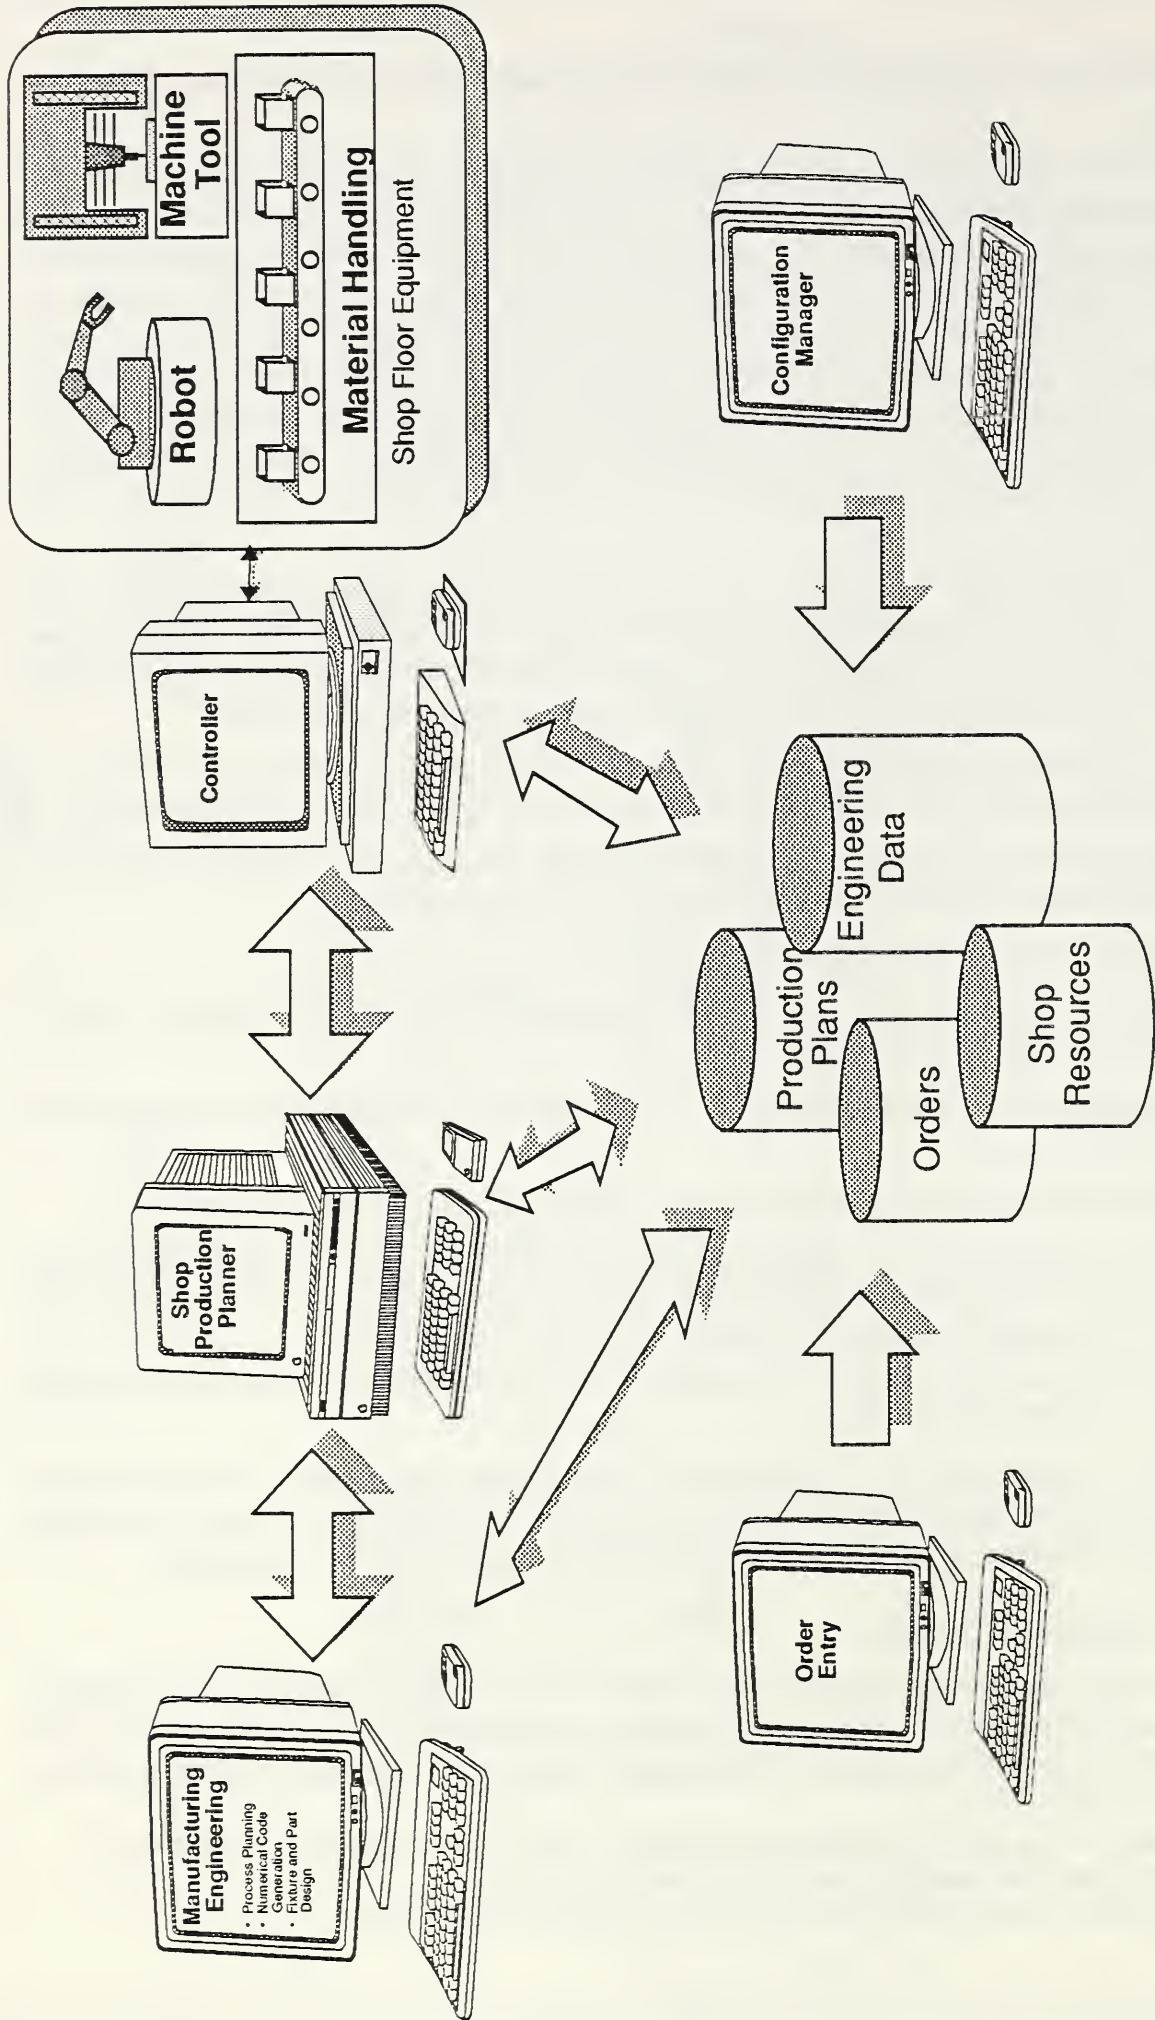 Manufacturing
Engineering
• Process Planning
• Numerical Code
Generation
• Fixture and Part
Design
Shop
Production
Planner
Controller
Robot
Machine
Tool
Material Handling
Shop Floor Equipment
Order
Entry
Production
Plans
Engineering
Data
Orders
Shop
Resources
Configuration
Manager